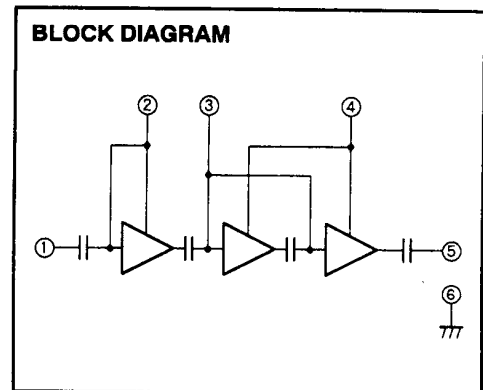 BLOCK DIAGRAM
② ③ ④
① ⑤
⑥